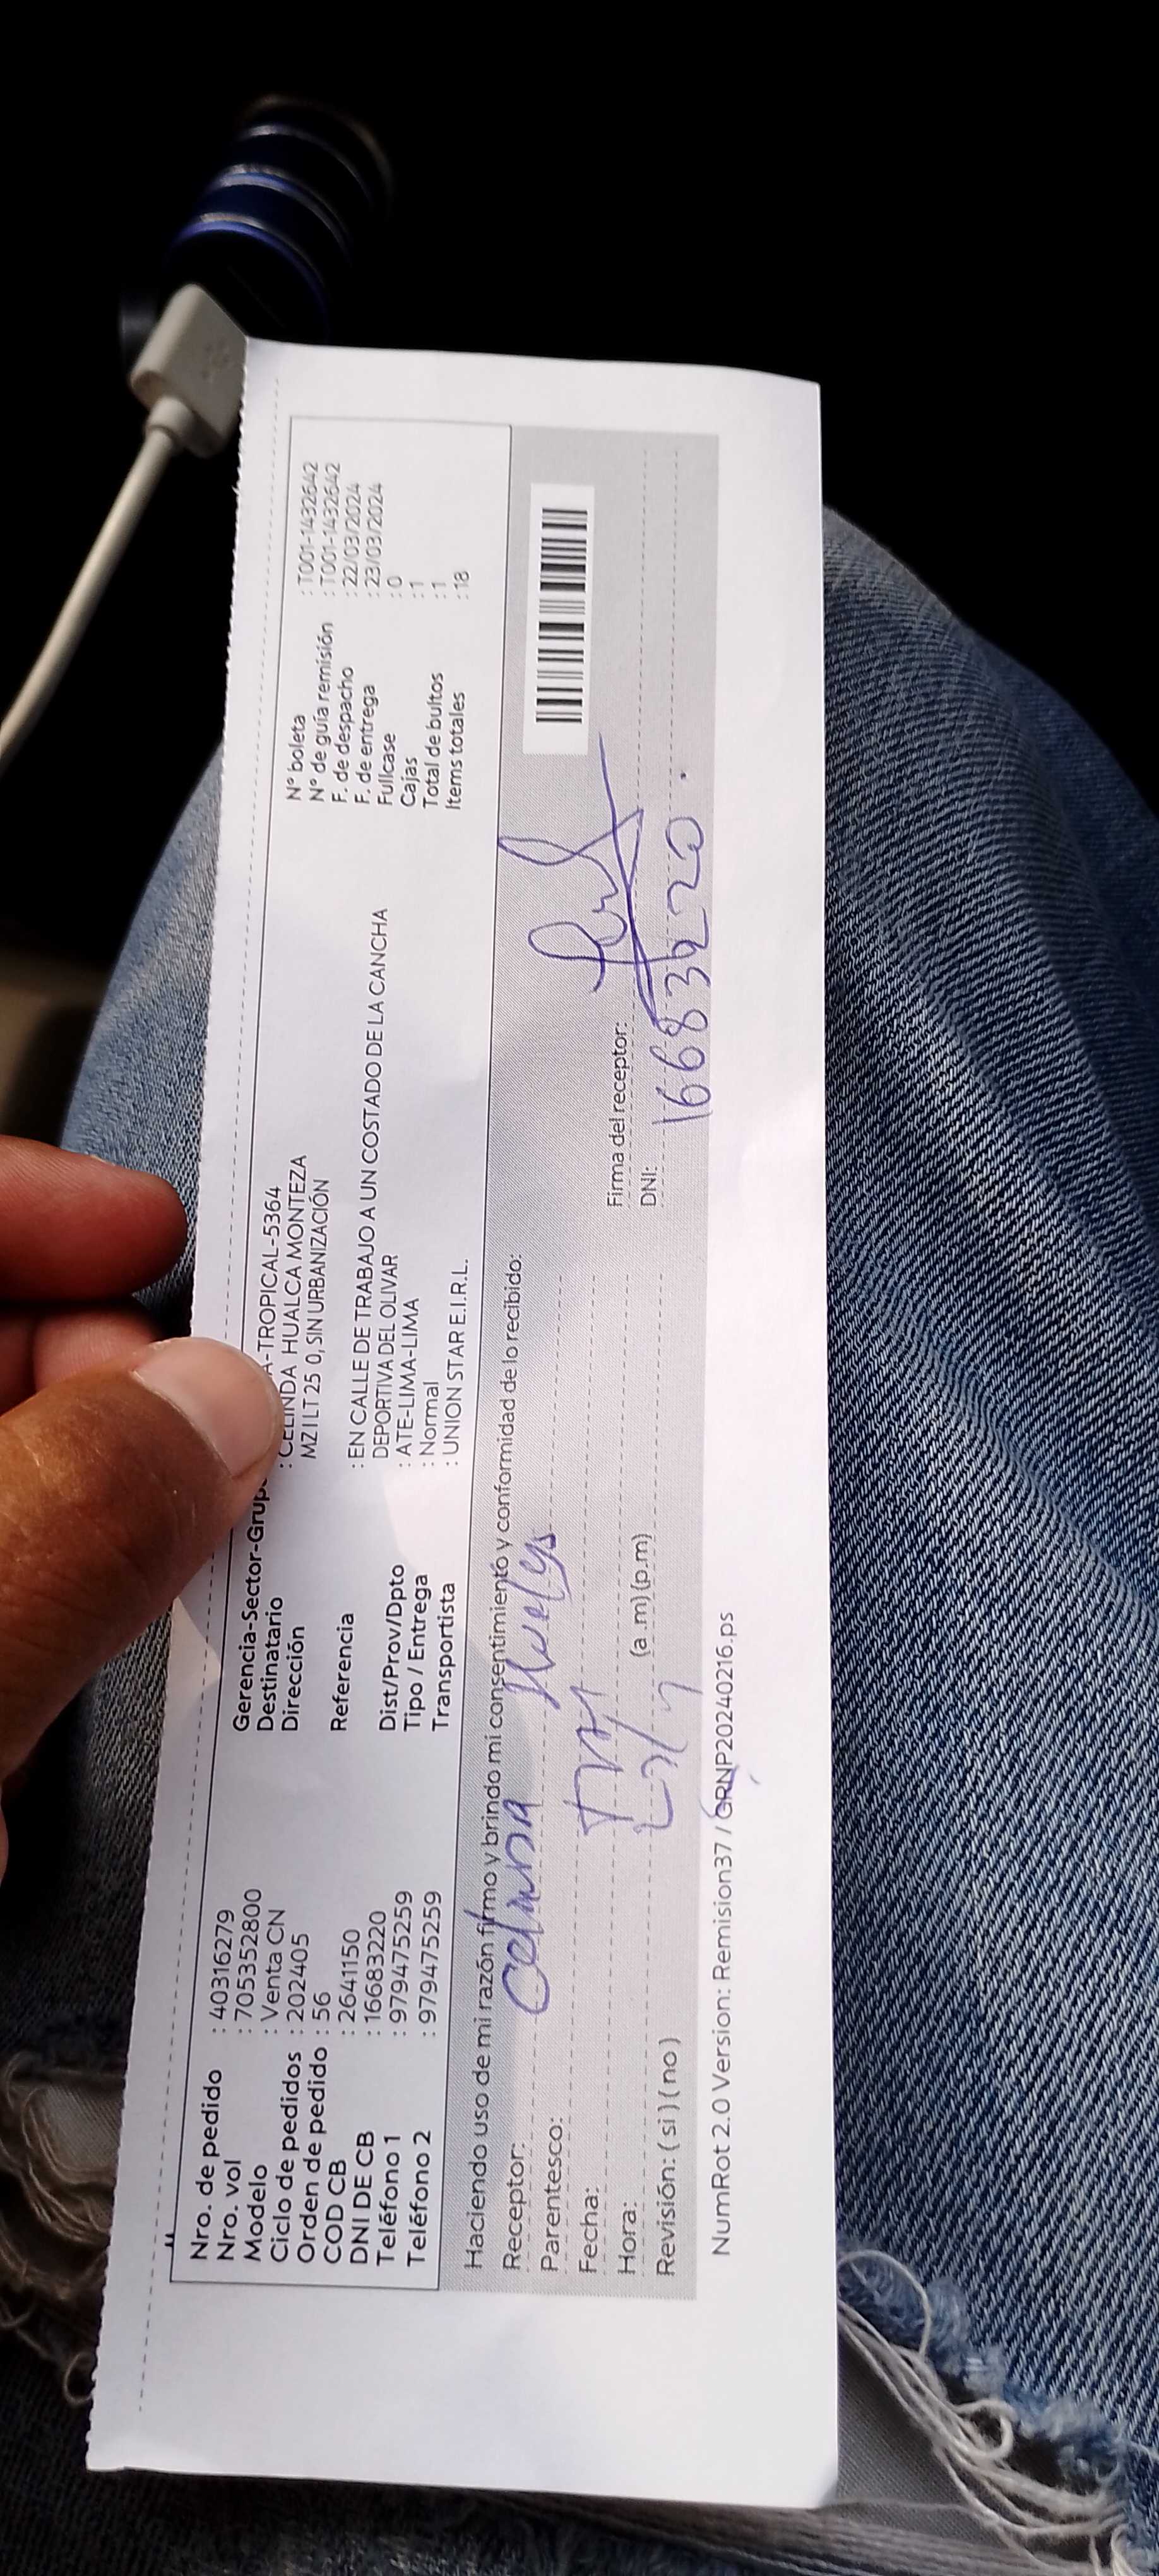 Nro. de pedido : 40316279
Nro. vol : 705352800
Modelo : Venta CN
Ciclo de pedidos : 202405
Orden de pedido : 56
COD CB : 2641150
DNI DE CB : 16683220
Teléfono 1 : 979475259
Teléfono 2 : 979475259
Gerencia-Sector-Grup A-TROPICAL-5364
Destinatario : CELINDA HUALCA MONTEZA
Dirección MZ I LT 25 0, SIN URBANIZACIÓN
Referencia : EN CALLE DE TRABAJO A UN COSTADO DE LA CANCHA
DEPORTIVA DEL OLIVAR
Dist/Prov/Dpto : ATE-LIMA-LIMA
Tipo / Entrega : Normal
Transportista : UNION STAR E.I.R.L.
N° boleta : T001-1432642
N° de guía remisión : T001-1432642
F. de despacho : 22/03/2024
F. de entrega : 23/03/2024
Fullcase : 0
Cajas : 1
Total de bultos : 1
Items totales : 18
Haciendo uso de mi razón firmo y brindo mi consentimiento y conformidad de lo recibido:
Receptor:
Parentesco:
Fecha:
Hora: (a.m)(p.m)
Revisión: ( si ) ( no )
Firma del receptor:
DNI: 16683220
NumRot 2.0 Version: Remision37 / GRNP20240216.ps